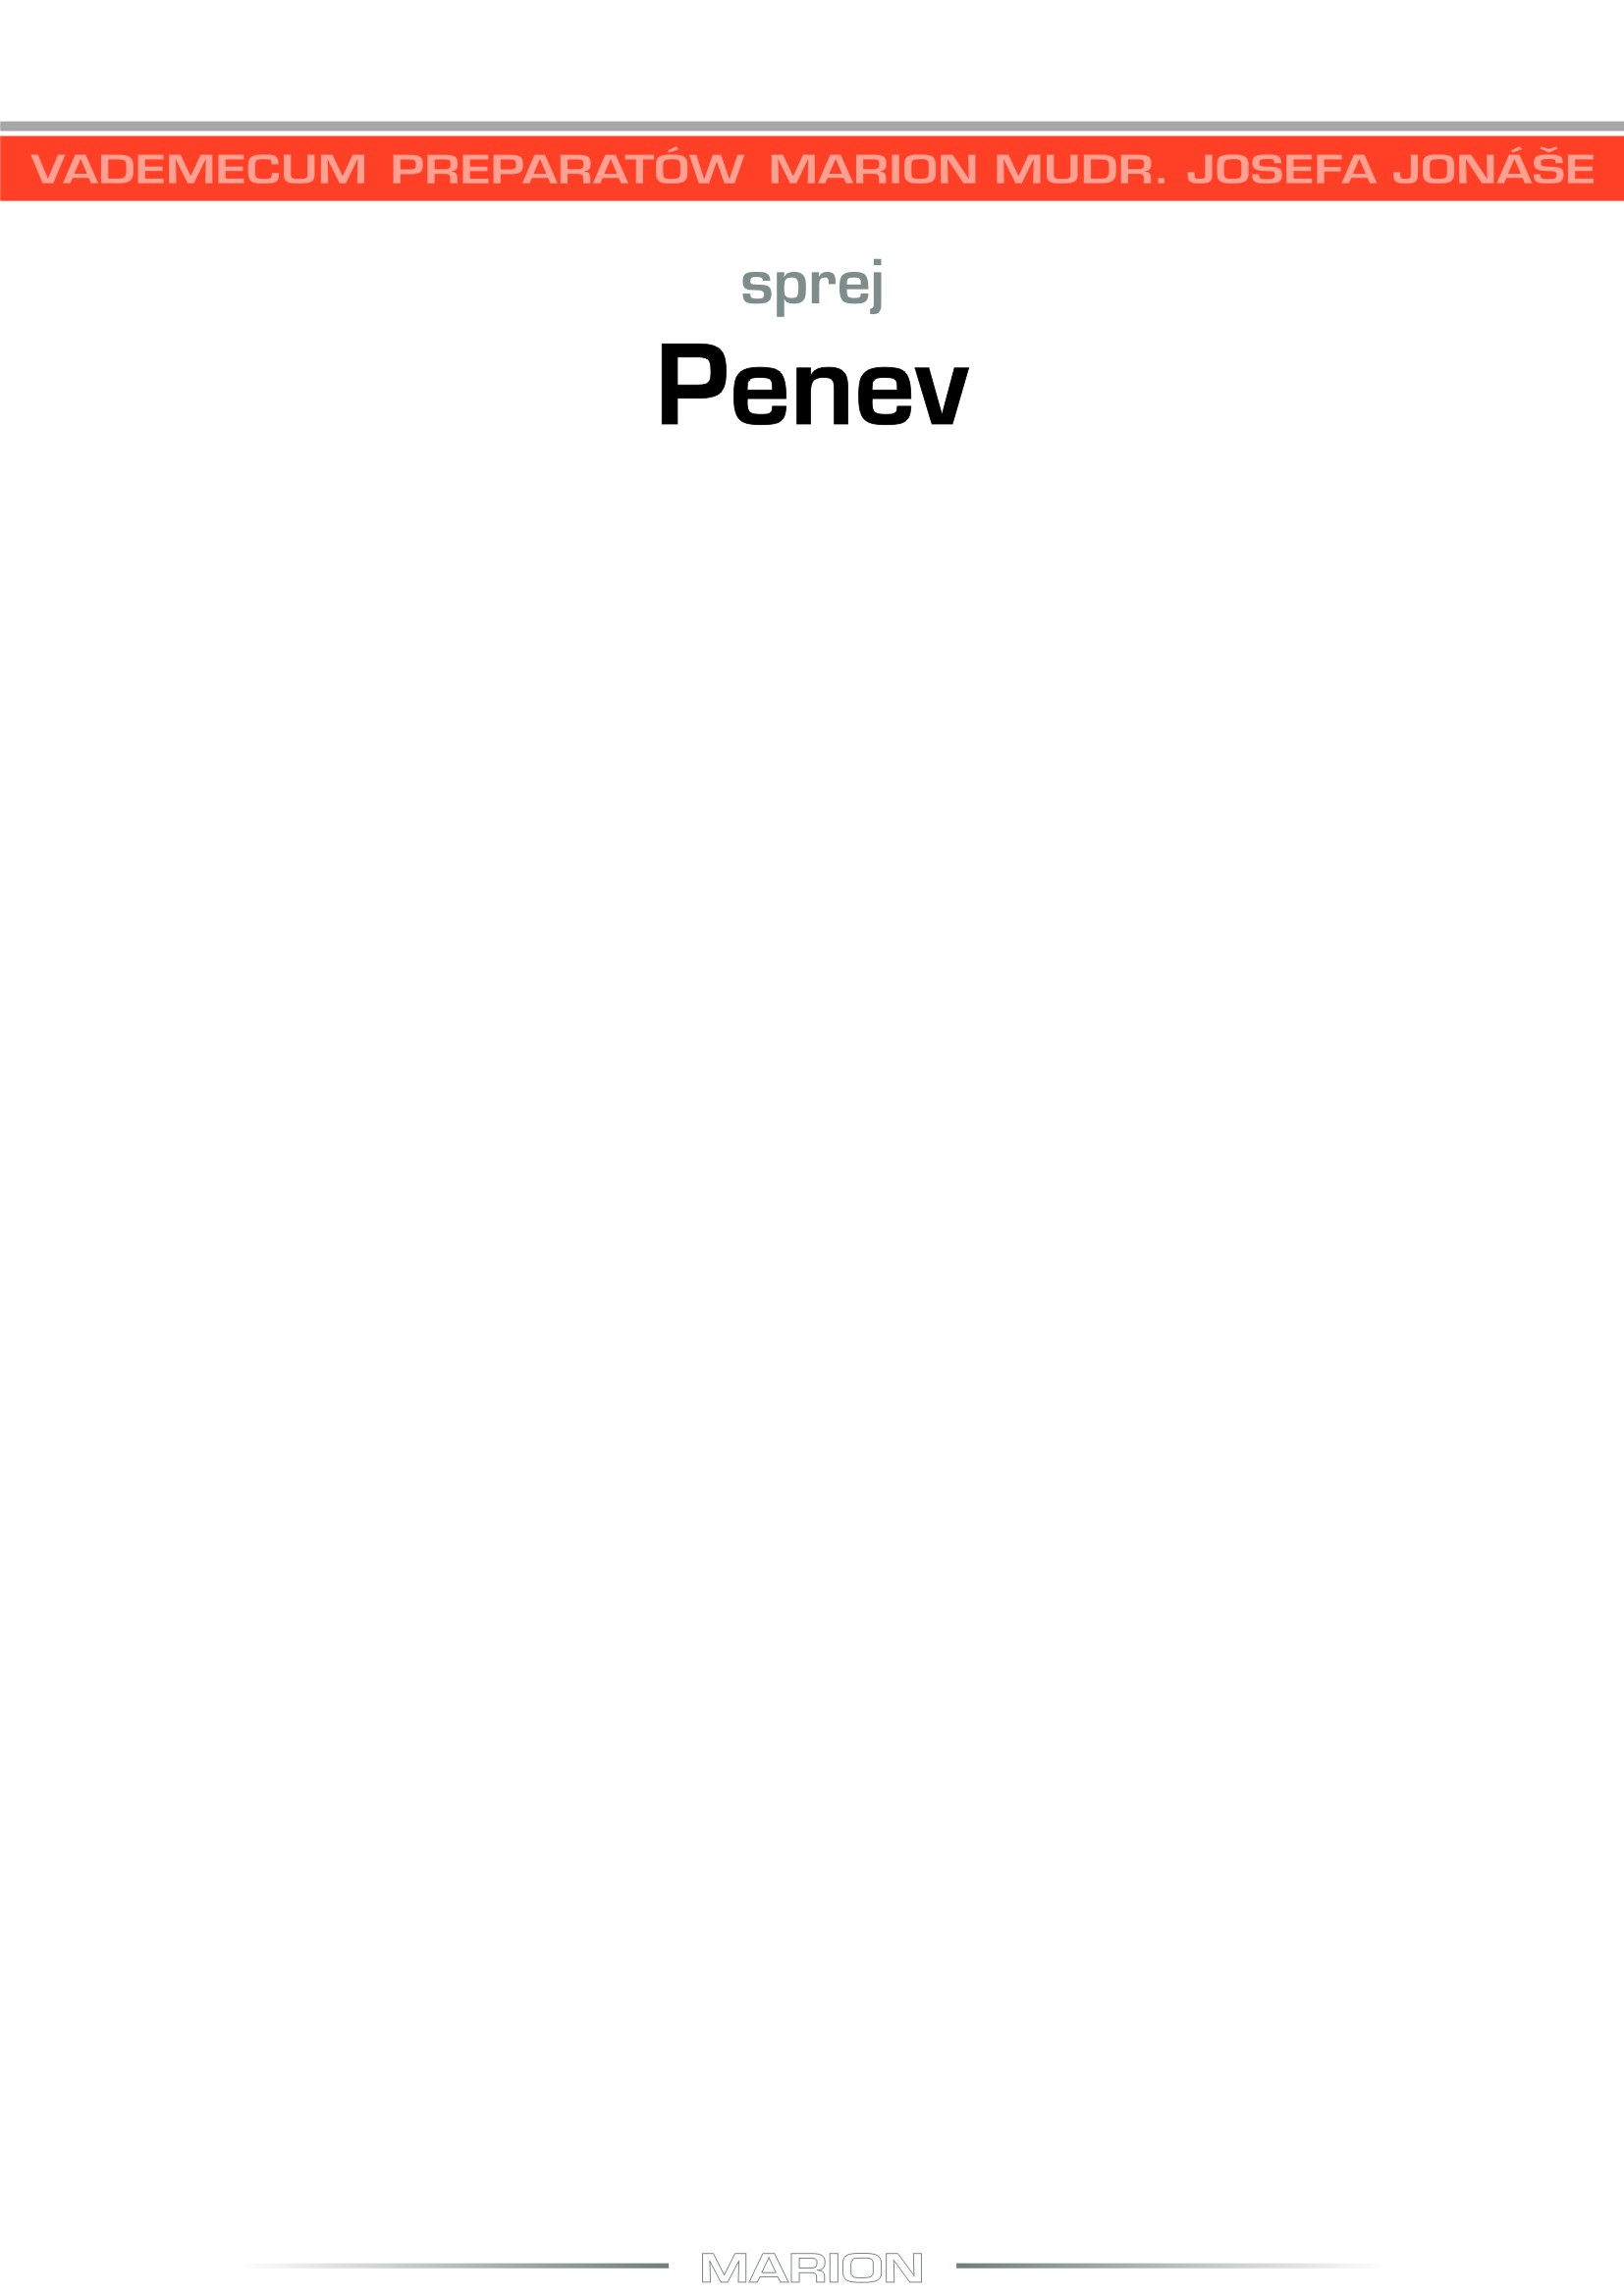 VADEMECUM PREPARATÓW MARION MUDR. JOSEFA JONÁŠE
sprej
Penev
MARION